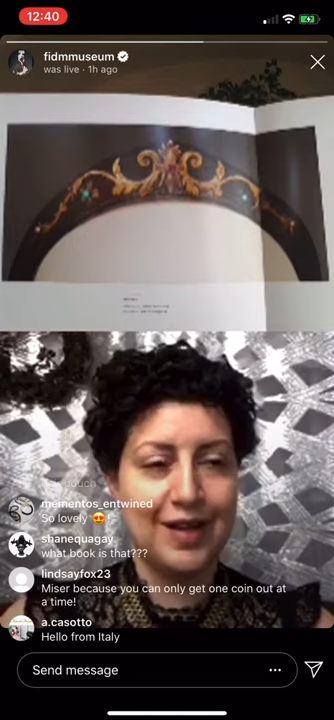 12:40
fidmmuseum
was live · 1h ago
mementos_entwined
So lovely 😍
shanequagay
what book is that???
lindsayfox23
Miser because you can only get one coin out at
a time!
a.casotto
Hello from Italy
Send message